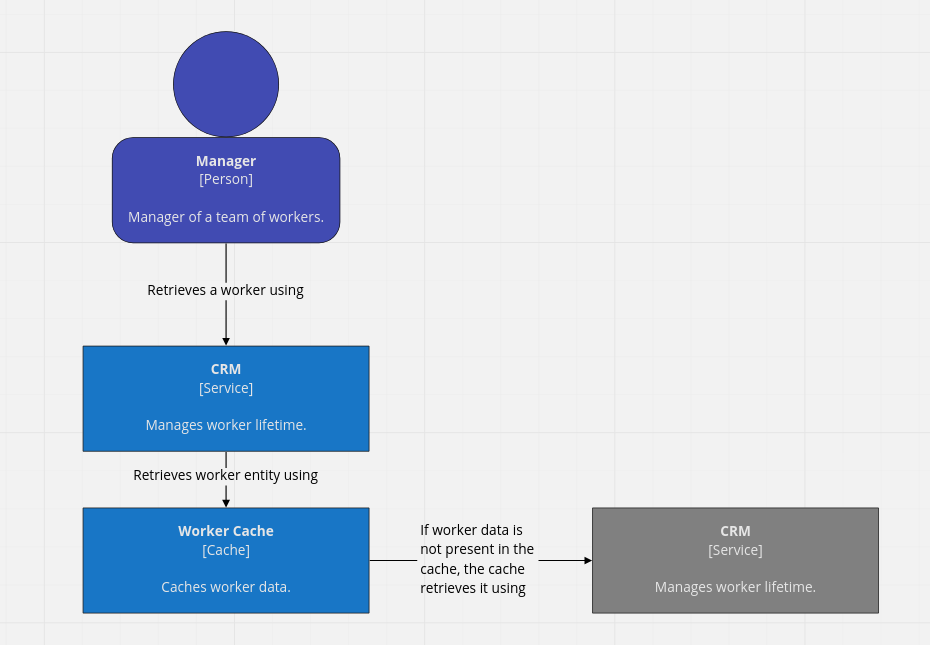 Manager
[Person]
Manager of a team of workers.
Retrieves a worker using
CRM
[Service]
Manages worker lifetime.
Retrieves worker entity using
Worker Cache
[Cache]
Caches worker data.
If worker data is
not present in the
cache, the cache
retrieves it using
CRM
[Service]
Manages worker lifetime.